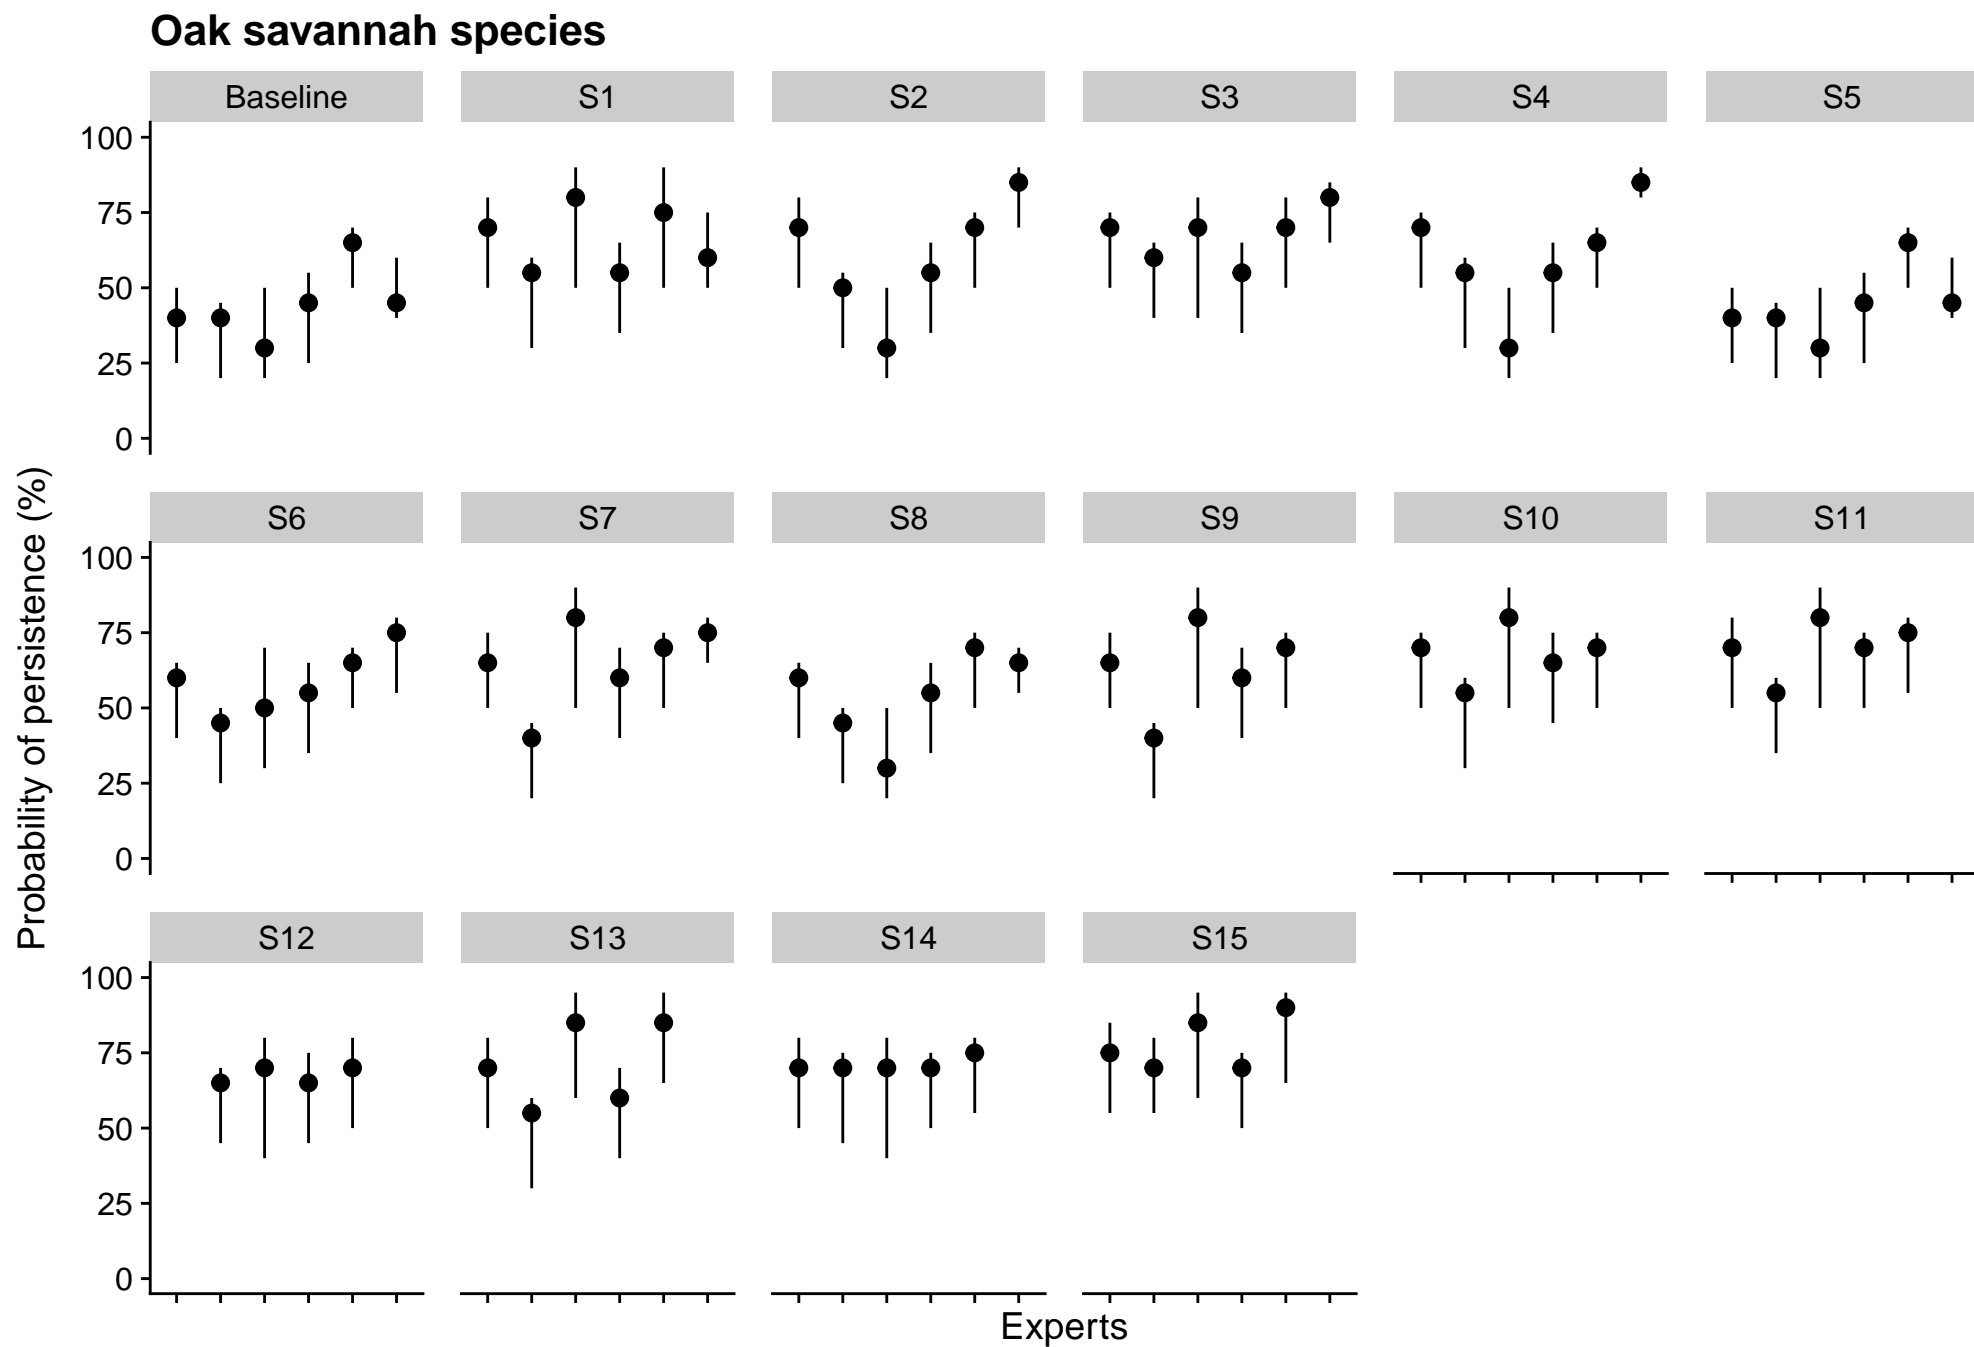 Oak savannah species
Baseline S1 S2 S3 S4 S5
100
75
50
25
0
Probability of persistence (%)
S6 S7 S8 S9 S10 S11
100
75
50
25
0
S12 S13 S14 S15
100
75
50
25
0
Experts